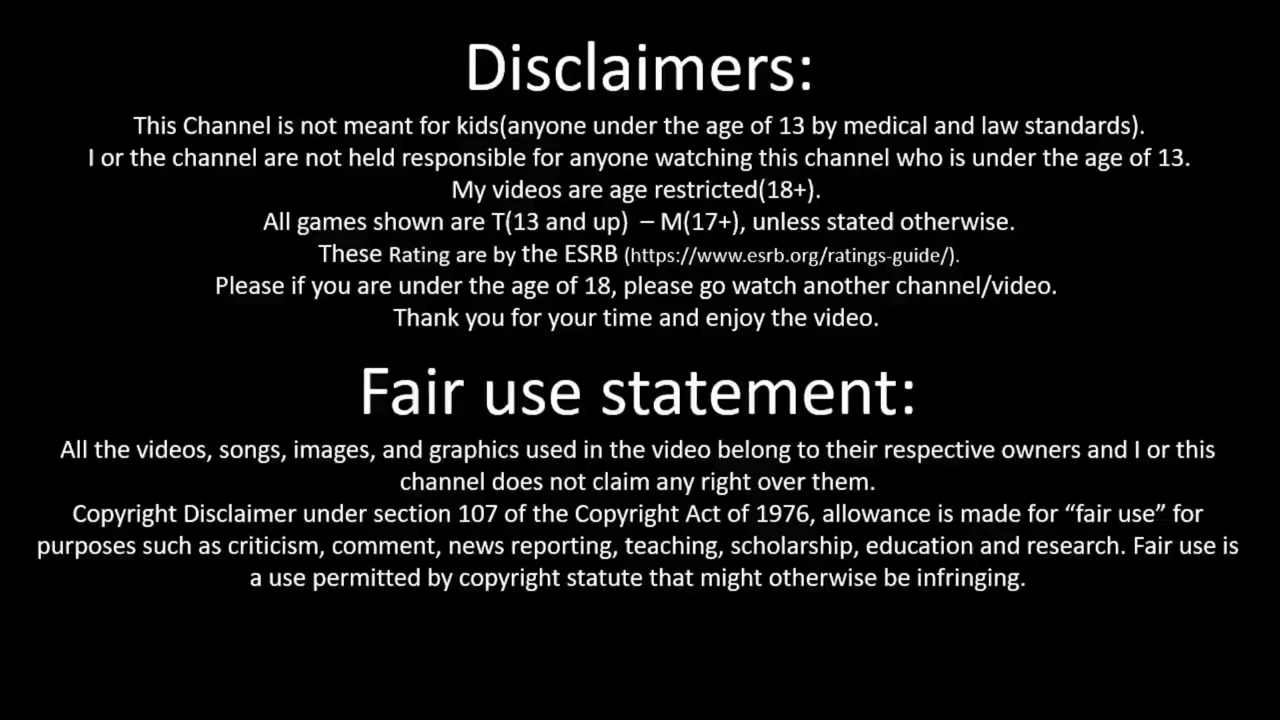 Disclaimers:
This Channel is not meant for kids(anyone under the age of 13 by medical and law standards).
I or the channel are not held responsible for anyone watching this channel who is under the age of 13.
My videos are age restricted(18+).
All games shown are T(13 and up)  – M(17+), unless stated otherwise.
These Rating are by the ESRB (https://www.esrb.org/ratings-guide/).
Please if you are under the age of 18, please go watch another channel/video.
Thank you for your time and enjoy the video.
Fair use statement:
All the videos, songs, images, and graphics used in the video belong to their respective owners and I or this
channel does not claim any right over them.
Copyright Disclaimer under section 107 of the Copyright Act of 1976, allowance is made for “fair use” for
purposes such as criticism, comment, news reporting, teaching, scholarship, education and research. Fair use is
a use permitted by copyright statute that might otherwise be infringing.